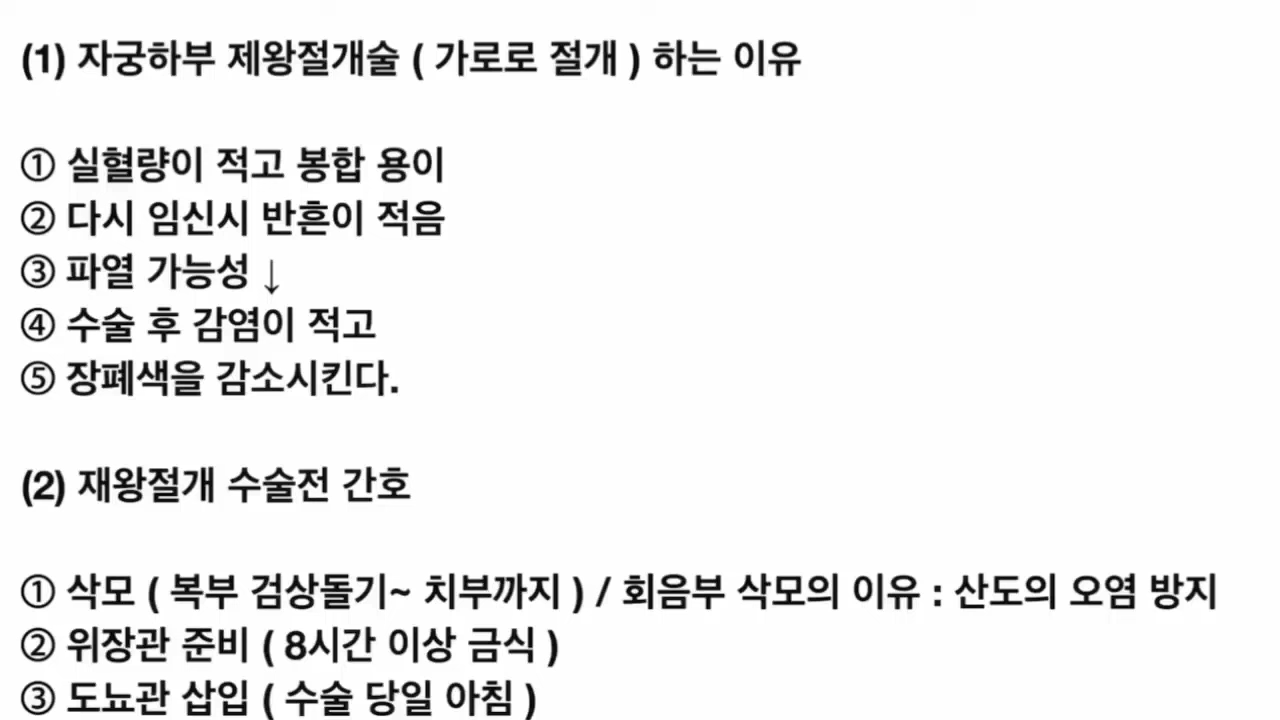 (1) 자궁하부 제왕절개술 ( 가로로 절개 ) 하는 이유
① 실혈량이 적고 봉합 용이
② 다시 임신시 반흔이 적음
③ 파열 가능성 ↓
④ 수술 후 감염이 적고
⑤ 장폐색을 감소시킨다.
(2) 재왕절개 수술전 간호
① 삭모 ( 복부 검상돌기~ 치부까지 ) / 회음부 삭모의 이유 : 산도의 오염 방지
② 위장관 준비 ( 8시간 이상 금식 )
③ 도뇨관 삽입 ( 수술 당일 아침 )